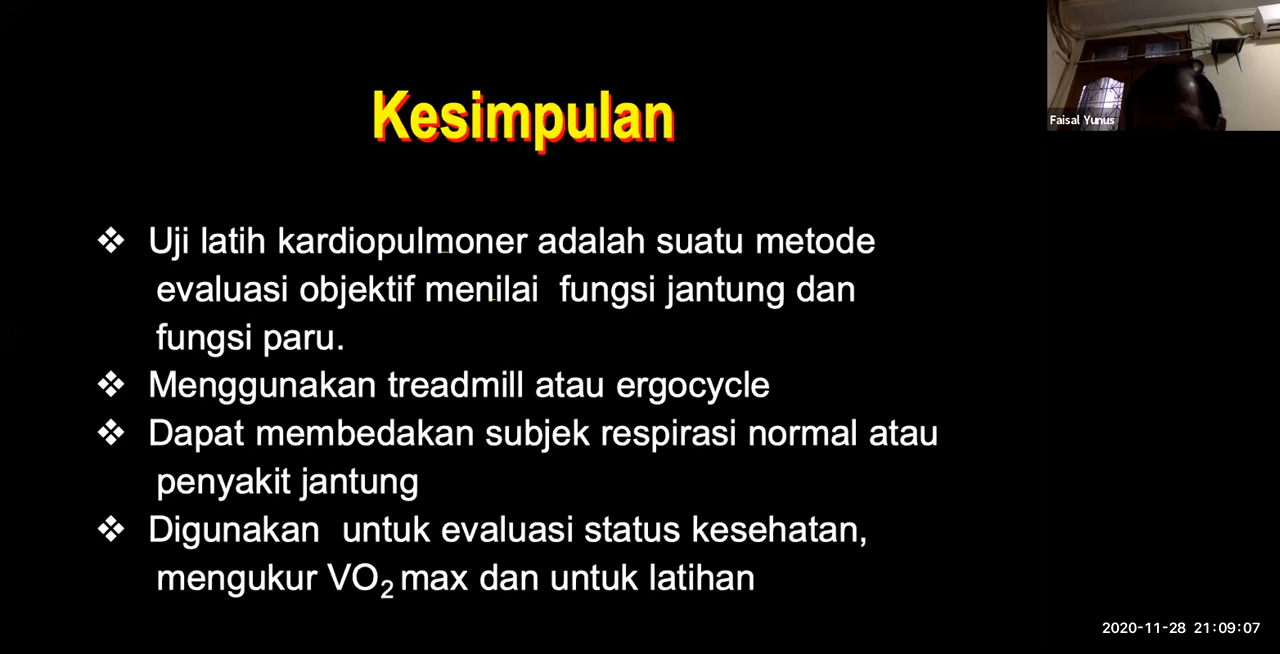 Kesimpulan
Faisal Yunus
❖ Uji latih kardiopulmoner adalah suatu metode
evaluasi objektif menilai fungsi jantung dan
fungsi paru.
❖ Menggunakan treadmill atau ergocycle
❖ Dapat membedakan subjek respirasi normal atau
penyakit jantung
❖ Digunakan untuk evaluasi status kesehatan,
mengukur VO₂ max dan untuk latihan
2020-11-28 21:09:07